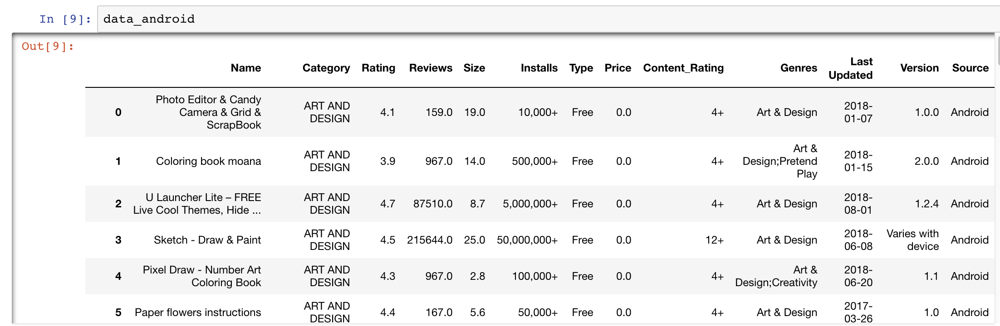 In [9]: data_android
Out[9]:
Name Category Rating Reviews Size Installs Type Price Content_Rating Genres Last Updated Version Source
0 Photo Editor & Candy Camera & Grid & ScrapBook ART AND DESIGN 4.1 159.0 19.0 10,000+ Free 0.0 4+ Art & Design 2018-01-07 1.0.0 Android
1 Coloring book moana ART AND DESIGN 3.9 967.0 14.0 500,000+ Free 0.0 4+ Art & Design;Pretend Play 2018-01-15 2.0.0 Android
2 U Launcher Lite – FREE Live Cool Themes, Hide ... ART AND DESIGN 4.7 87510.0 8.7 5,000,000+ Free 0.0 4+ Art & Design 2018-08-01 1.2.4 Android
3 Sketch - Draw & Paint ART AND DESIGN 4.5 215644.0 25.0 50,000,000+ Free 0.0 12+ Art & Design 2018-06-08 Varies with device Android
4 Pixel Draw - Number Art Coloring Book ART AND DESIGN 4.3 967.0 2.8 100,000+ Free 0.0 4+ Art & Design;Creativity 2018-06-20 1.1 Android
5 Paper flowers instructions ART AND DESIGN 4.4 167.0 5.6 50,000+ Free 0.0 4+ Art & Design 2017-03-26 1.0 Android